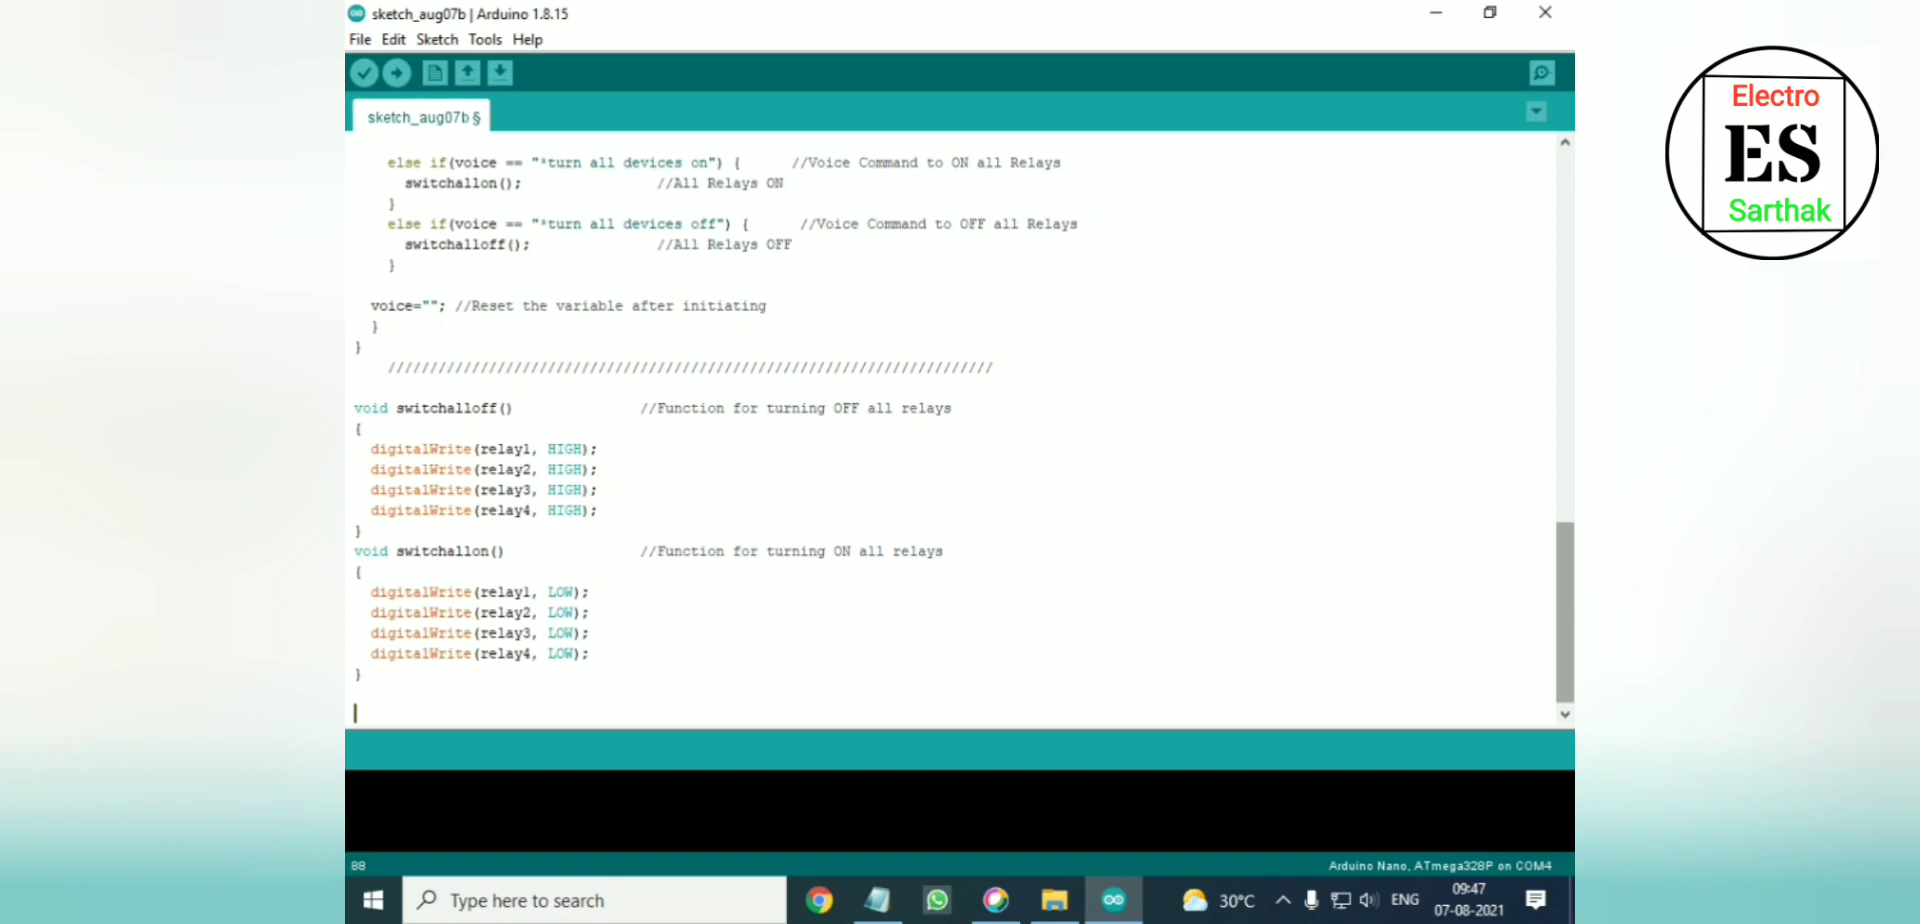 sketch_aug07b | Arduino 1.8.15
File Edit Sketch Tools Help
sketch_aug07b §
else if(voice == "*turn all devices on") { //Voice Command to ON all Relays
switchallon(); //All Relays ON
}
else if(voice == "*turn all devices off") { //Voice Command to OFF all Relays
switchalloff(); //All Relays OFF
}
voice=""; //Reset the variable after initiating
}
}
////////////////////////////////////////////////////////////////////////
void switchalloff() //Function for turning OFF all relays
{
digitalWrite(relay1, HIGH);
digitalWrite(relay2, HIGH);
digitalWrite(relay3, HIGH);
digitalWrite(relay4, HIGH);
}
void switchallon() //Function for turning ON all relays
{
digitalWrite(relay1, LOW);
digitalWrite(relay2, LOW);
digitalWrite(relay3, LOW);
digitalWrite(relay4, LOW);
}
88
Arduino Nano, ATmega328P on COM4
Type here to search
30°C
ENG
09:47
07-08-2021
Electro
ES
Sarthak